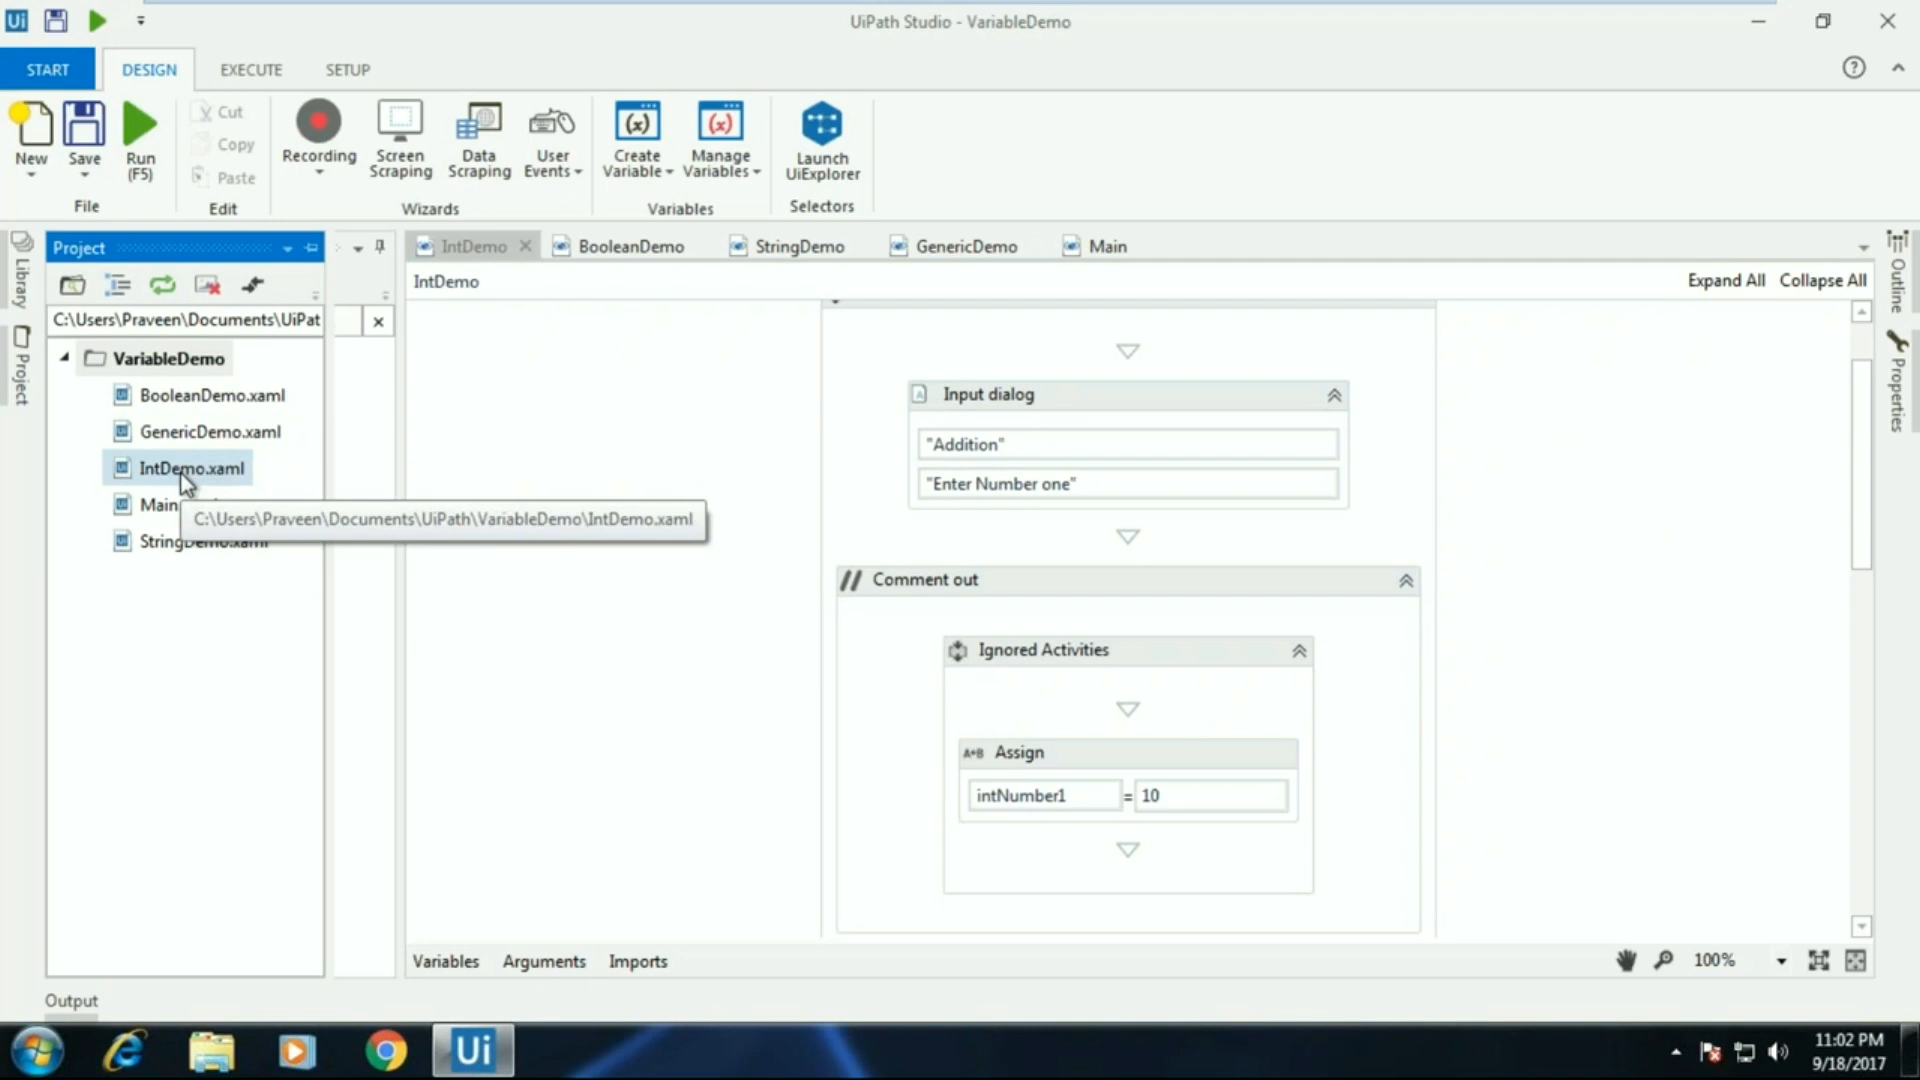 Ui
UiPath Studio - VariableDemo
START
DESIGN
EXECUTE
SETUP
New
Save
Run
(F5)
File
Cut
Copy
Paste
Edit
Recording
Screen
Scraping
Data
Scraping
User
Events
Wizards
Create
Variable
Manage
Variables
Variables
Launch
UiExplorer
Selectors
Library
Project
Project
C:\Users\Praveen\Documents\UiPat
VariableDemo
BooleanDemo.xaml
GenericDemo.xaml
IntDemo.xaml
Main
C:\Users\Praveen\Documents\UiPath\VariableDemo\IntDemo.xaml
StringDemo.xaml
IntDemo
BooleanDemo
StringDemo
GenericDemo
Main
IntDemo
Expand All
Collapse All
Input dialog
"Addition"
"Enter Number one"
// Comment out
Ignored Activities
A+B Assign
intNumber1 = 10
Variables
Arguments
Imports
100%
Outline
Properties
Output
Ui
11:02 PM
9/18/2017